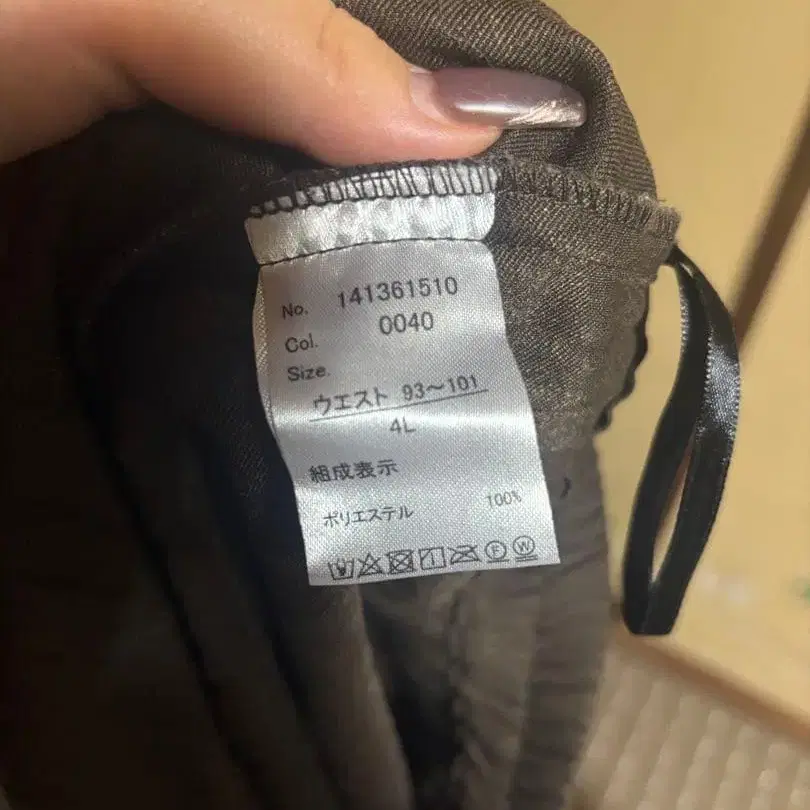 No. 141361510
Col. 0040
Size.
ウエスト 93～101
4L
組成表示
ポリエステル 100%
F W